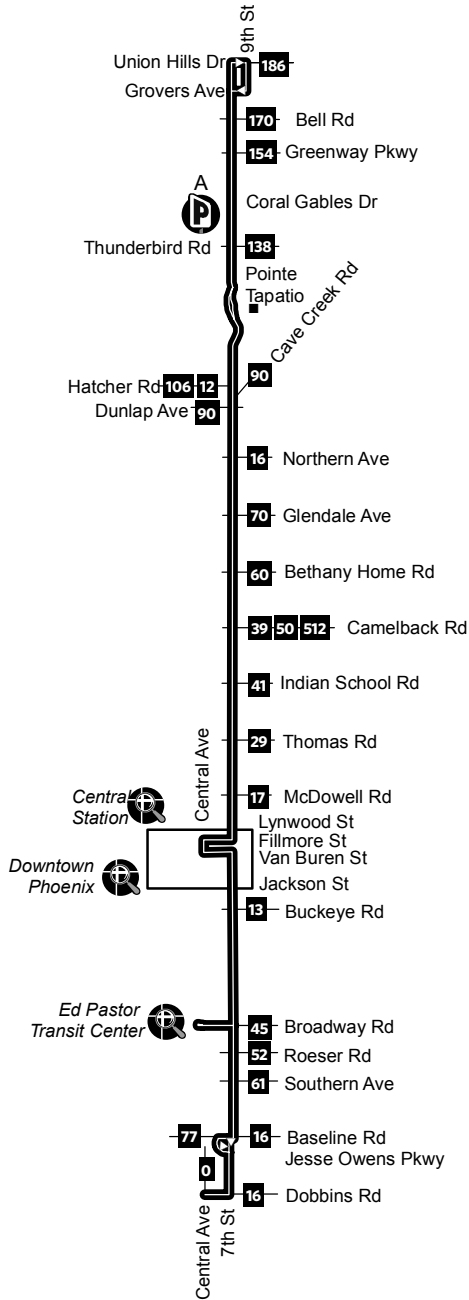 9th St
Union Hills Dr 186
Grovers Ave
170 Bell Rd
154 Greenway Pkwy
A
P
Coral Gables Dr
Thunderbird Rd 138
Pointe
Tapatio
Cave Creek Rd
90
Hatcher Rd 106 12
Dunlap Ave 90
16 Northern Ave
70 Glendale Ave
60 Bethany Home Rd
39 50 512 Camelback Rd
41 Indian School Rd
Central Ave
29 Thomas Rd
17 McDowell Rd
Central
Station
Lynwood St
Fillmore St
Van Buren St
Downtown
Phoenix
Jackson St
13 Buckeye Rd
Ed Pastor
Transit Center
45 Broadway Rd
52 Roeser Rd
61 Southern Ave
77 16 Baseline Rd
Jesse Owens Pkwy
0
16 Dobbins Rd
Central Ave
7th St